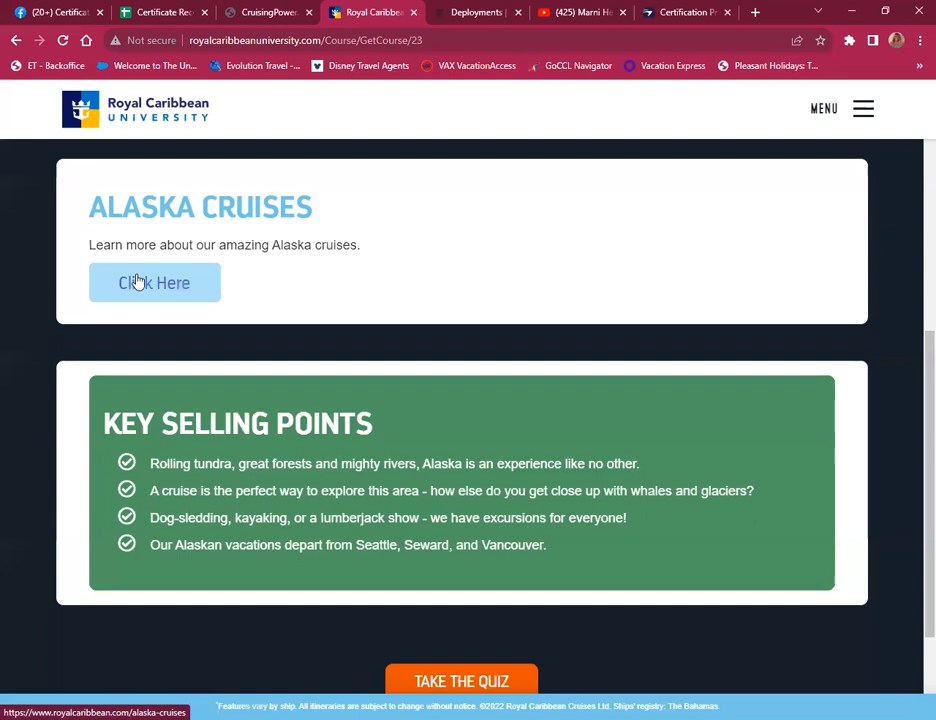 (20+) Certificat
Certificate Rec
CruisingPower.
Royal Caribbea
Deployments |
(425) Marni He
Certification Pr
Not secure
royalcaribbeanuniversity.com/Course/GetCourse/23
ET - Backoffice
Welcome to The Un...
Evolution Travel -...
Disney Travel Agents
VAX VacationAccess
GoCCL Navigator
Vacation Express
Pleasant Holidays: T...
»
Royal Caribbean
UNIVERSITY
MENU
ALASKA CRUISES
Learn more about our amazing Alaska cruises.
Click Here
KEY SELLING POINTS
Rolling tundra, great forests and mighty rivers, Alaska is an experience like no other.
A cruise is the perfect way to explore this area - how else do you get close up with whales and glaciers?
Dog-sledding, kayaking, or a lumberjack show - we have excursions for everyone!
Our Alaskan vacations depart from Seattle, Seward, and Vancouver.
TAKE THE QUIZ
*Features vary by ship. All itineraries are subject to change without notice. ©2022 Royal Caribbean Cruises Ltd. Ships' registry: The Bahamas.
https://www.royalcaribbean.com/alaska-cruises